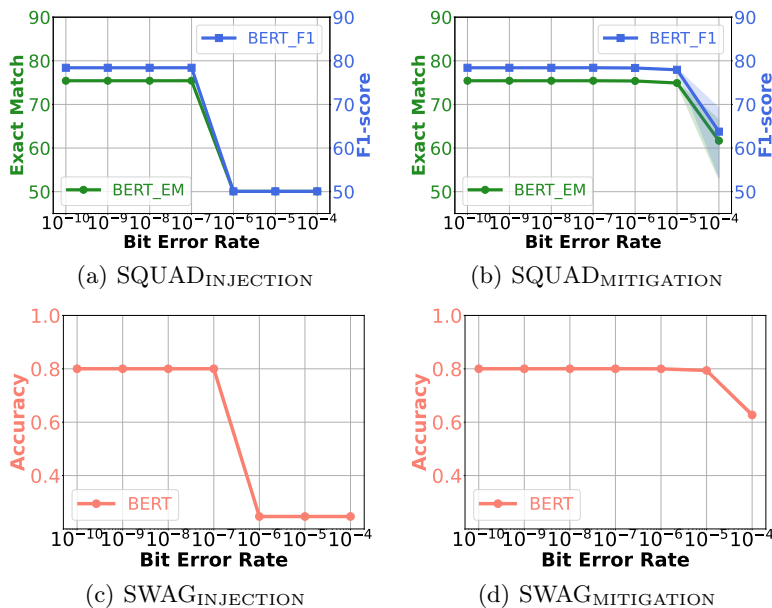 90
80
70
60
50
Exact Match
BERT_F1
BERT_EM
90
80
70
60
50
F1-score
10⁻¹⁰ 10⁻⁹ 10⁻⁸ 10⁻⁷ 10⁻⁶ 10⁻⁵ 10⁻⁴
Bit Error Rate
(a) SQUADINJECTION
90
80
70
60
50
Exact Match
BERT_F1
BERT_EM
90
80
70
60
50
F1-score
10⁻¹⁰ 10⁻⁹ 10⁻⁸ 10⁻⁷ 10⁻⁶ 10⁻⁵ 10⁻⁴
Bit Error Rate
(b) SQUADMITIGATION
1.0
0.8
0.6
0.4
Accuracy
BERT
10⁻¹⁰ 10⁻⁹ 10⁻⁸ 10⁻⁷ 10⁻⁶ 10⁻⁵ 10⁻⁴
Bit Error Rate
(c) SWAGINJECTION
1.0
0.8
0.6
0.4
Accuracy
BERT
10⁻¹⁰ 10⁻⁹ 10⁻⁸ 10⁻⁷ 10⁻⁶ 10⁻⁵ 10⁻⁴
Bit Error Rate
(d) SWAGMITIGATION